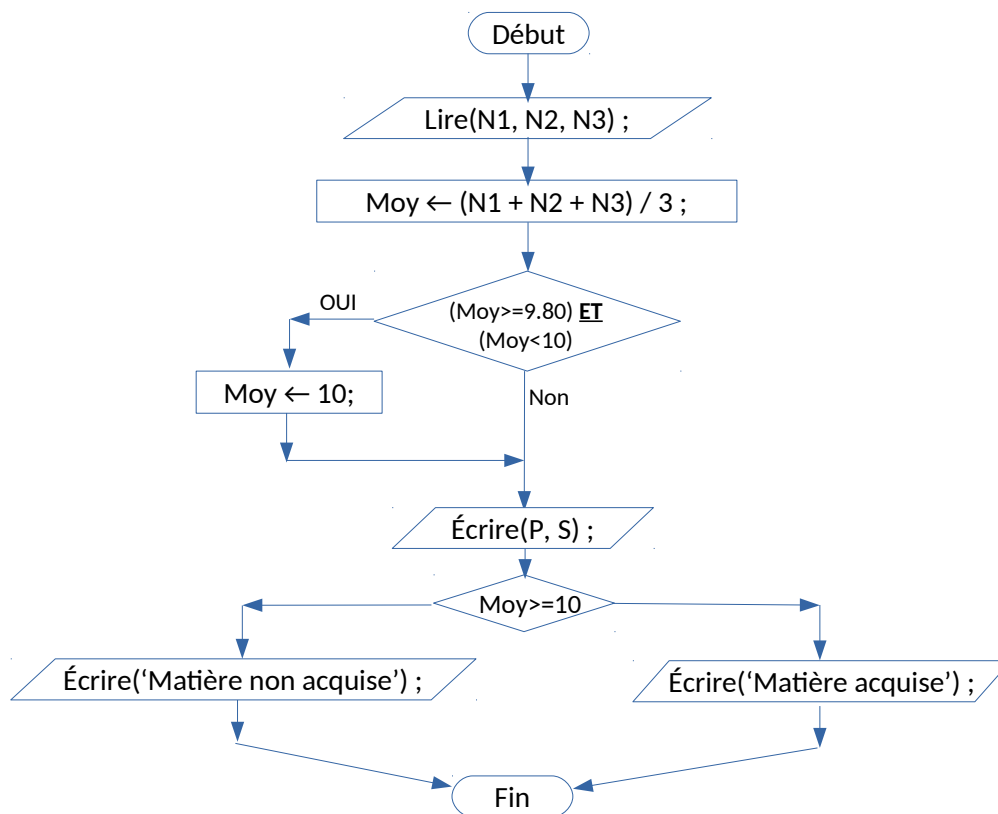 Début
Lire(N1, N2, N3) ;
Moy ← (N1 + N2 + N3) / 3 ;
OUI
(Moy>=9.80) ET
(Moy<10)
Moy ← 10;
Non
Écrire(P, S) ;
Moy>=10
Écrire(‘Matière non acquise’) ;
Écrire(‘Matière acquise’) ;
Fin